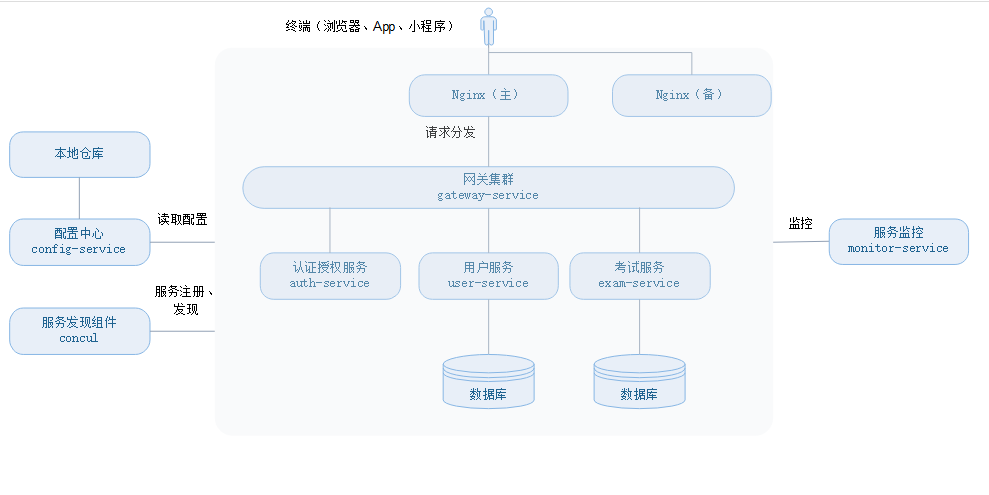 终端（浏览器、App、小程序）
Nginx（主）
Nginx（备）
请求分发
本地仓库
网关集群
gateway-service
配置中心
config-service
读取配置
监控
服务监控
monitor-service
认证授权服务
auth-service
用户服务
user-service
考试服务
exam-service
服务注册、
发现
服务发现组件
concul
数据库
数据库